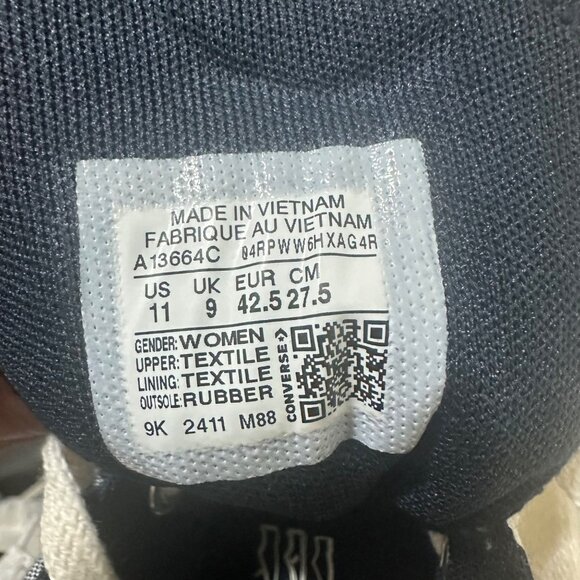 MADE IN VIETNAM
FABRIQUE AU VIETNAM
A13664C 04RPWW6HXAG4R
US UK EUR CM
11 9 42.5 27.5
GENDER: WOMEN
UPPER: TEXTILE
LINING: TEXTILE
OUTSOLE: RUBBER
CONVERSE
9K 2411 M88